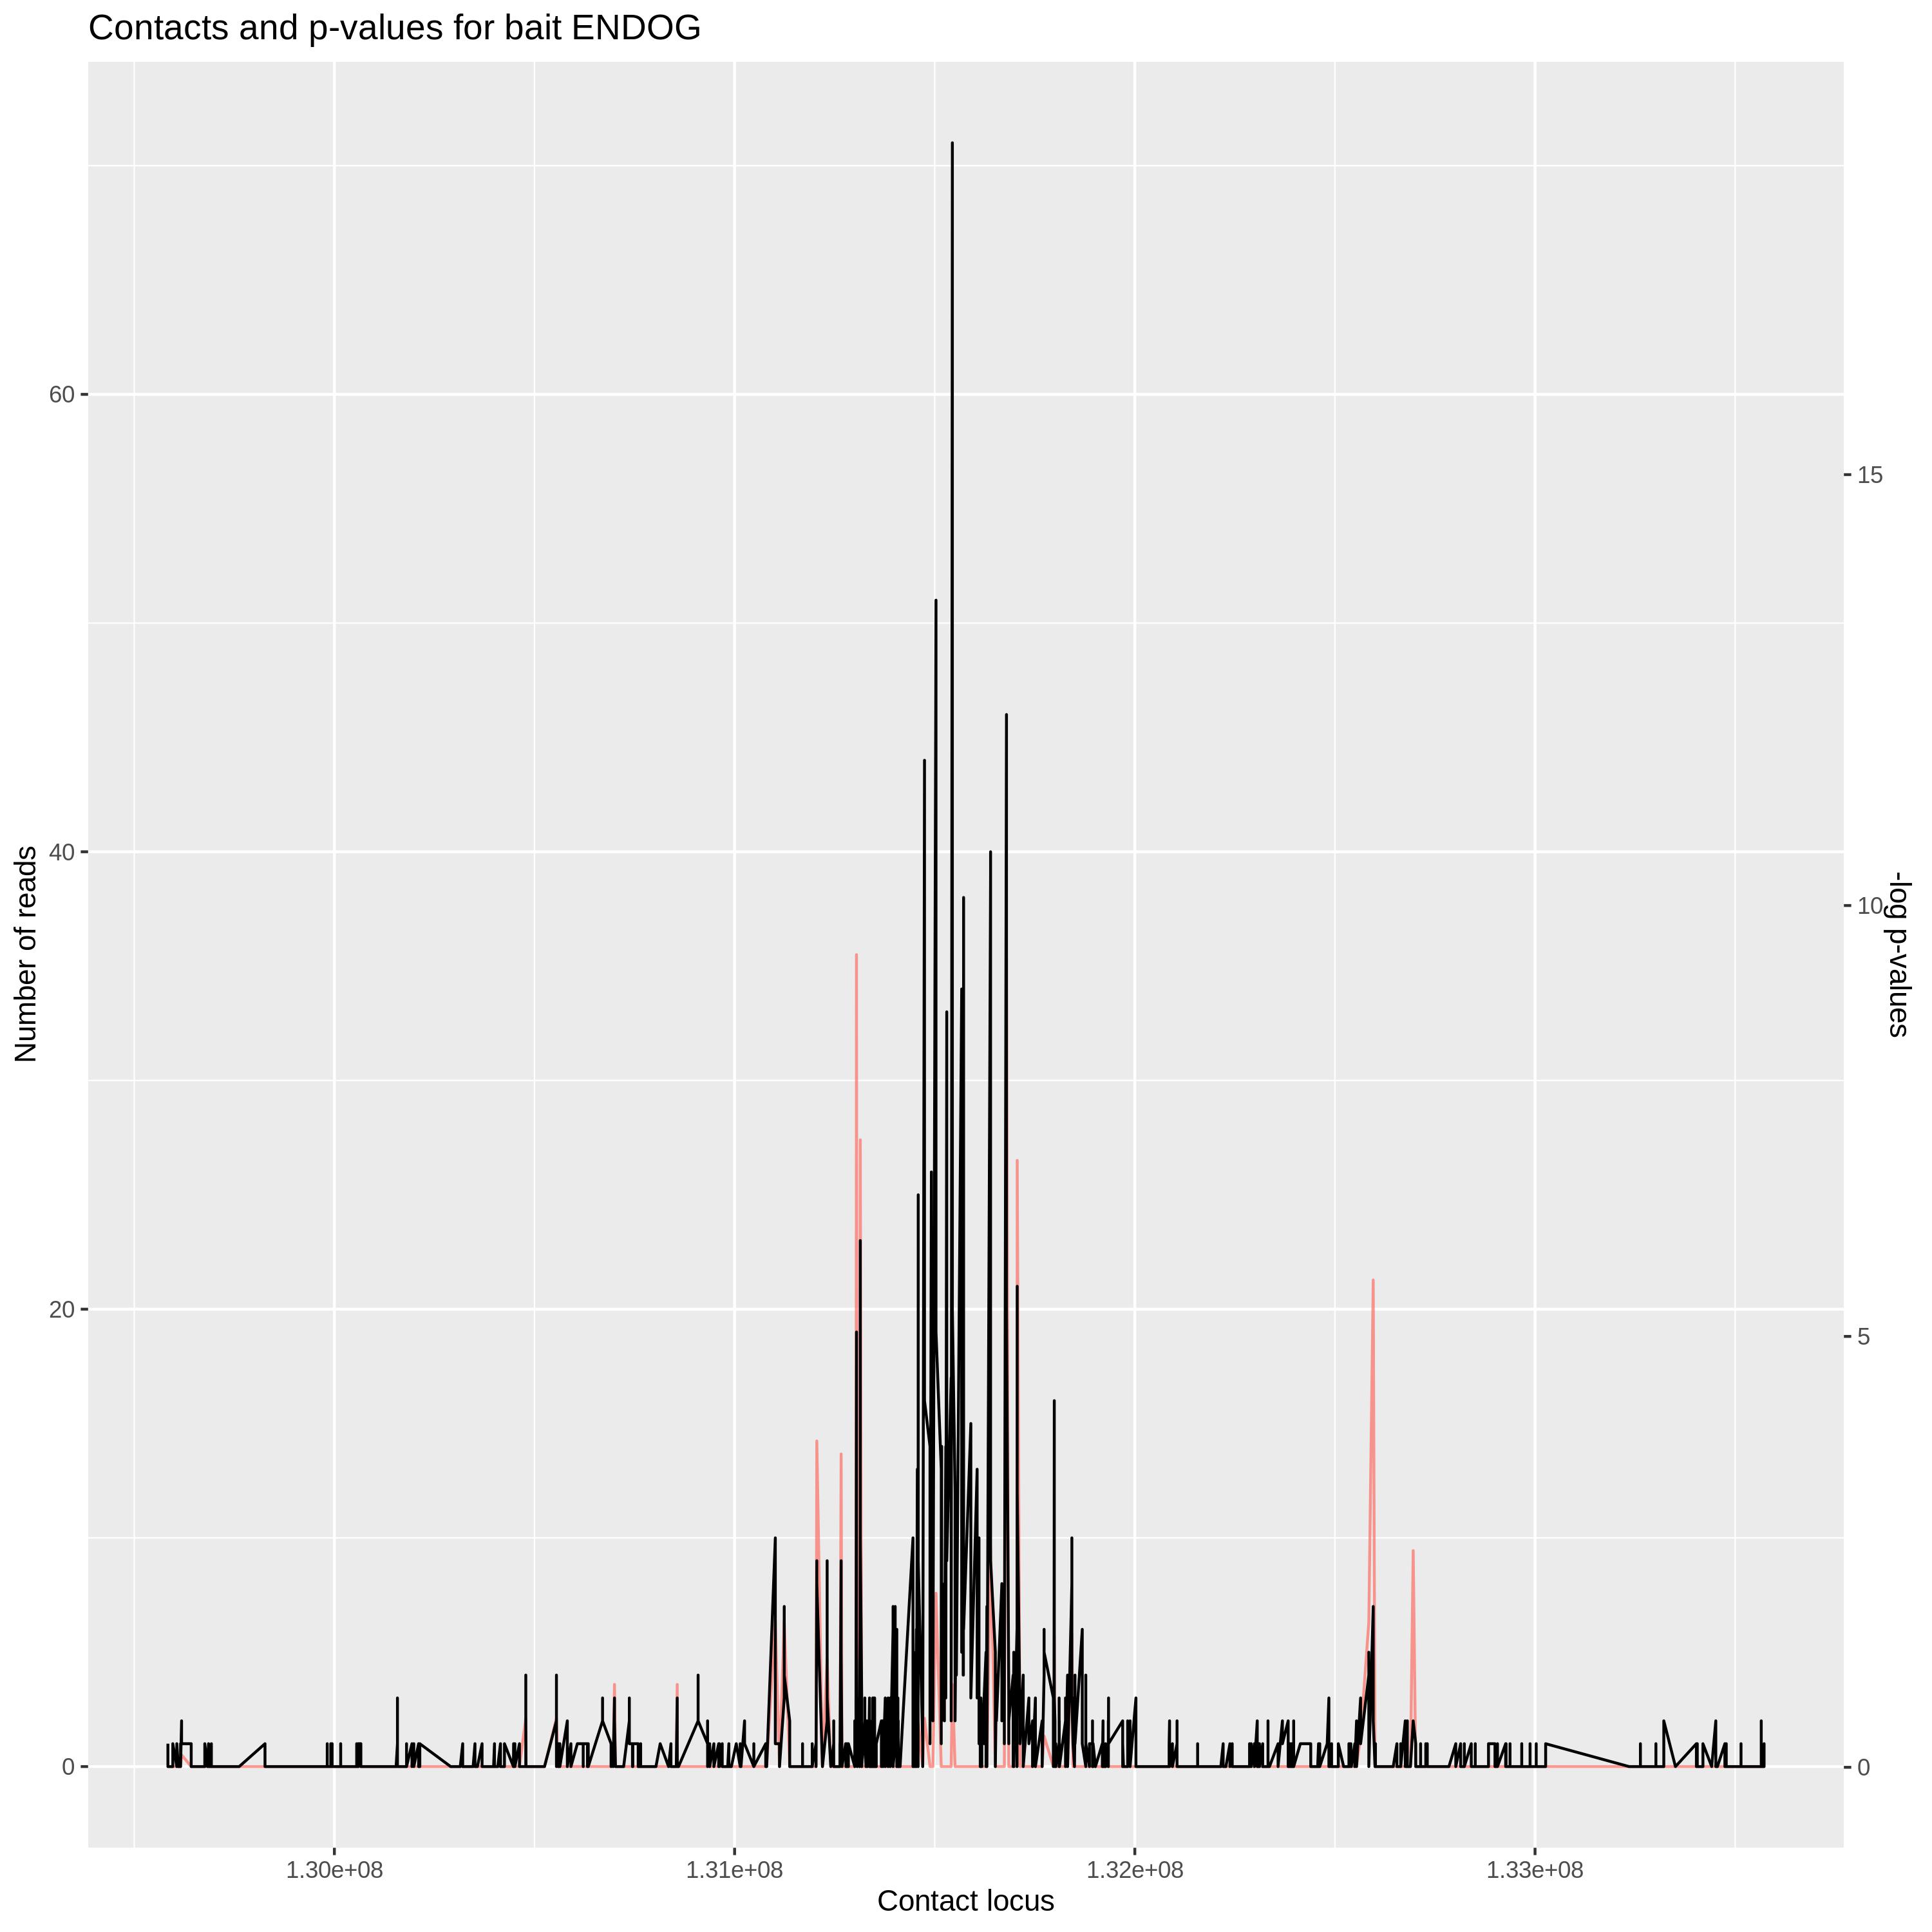 Contacts and p-values for bait ENDOG
60
40
20
0
15
10
5
0
Number of reads
-log p-values
1.30e+08
1.31e+08
1.32e+08
1.33e+08
Contact locus